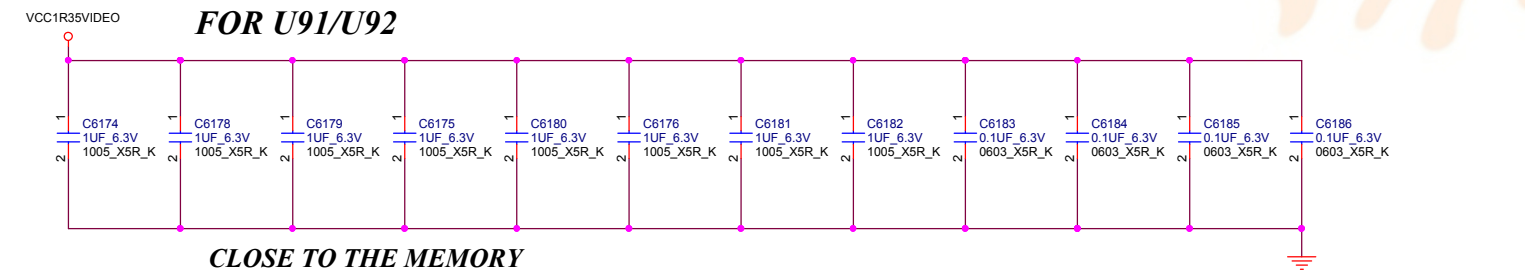 VCC1R35VIDEO
FOR U91/U92
1
2
C6174
1UF_6.3V
1005_X5R_K
1
2
C6178
1UF_6.3V
1005_X5R_K
1
2
C6179
1UF_6.3V
1005_X5R_K
1
2
C6175
1UF_6.3V
1005_X5R_K
1
2
C6180
1UF_6.3V
1005_X5R_K
1
2
C6176
1UF_6.3V
1005_X5R_K
1
2
C6181
1UF_6.3V
1005_X5R_K
1
2
C6182
1UF_6.3V
1005_X5R_K
1
2
C6183
0.1UF_6.3V
0603_X5R_K
1
2
C6184
0.1UF_6.3V
0603_X5R_K
1
2
C6185
0.1UF_6.3V
0603_X5R_K
1
2
C6186
0.1UF_6.3V
0603_X5R_K
CLOSE TO THE MEMORY